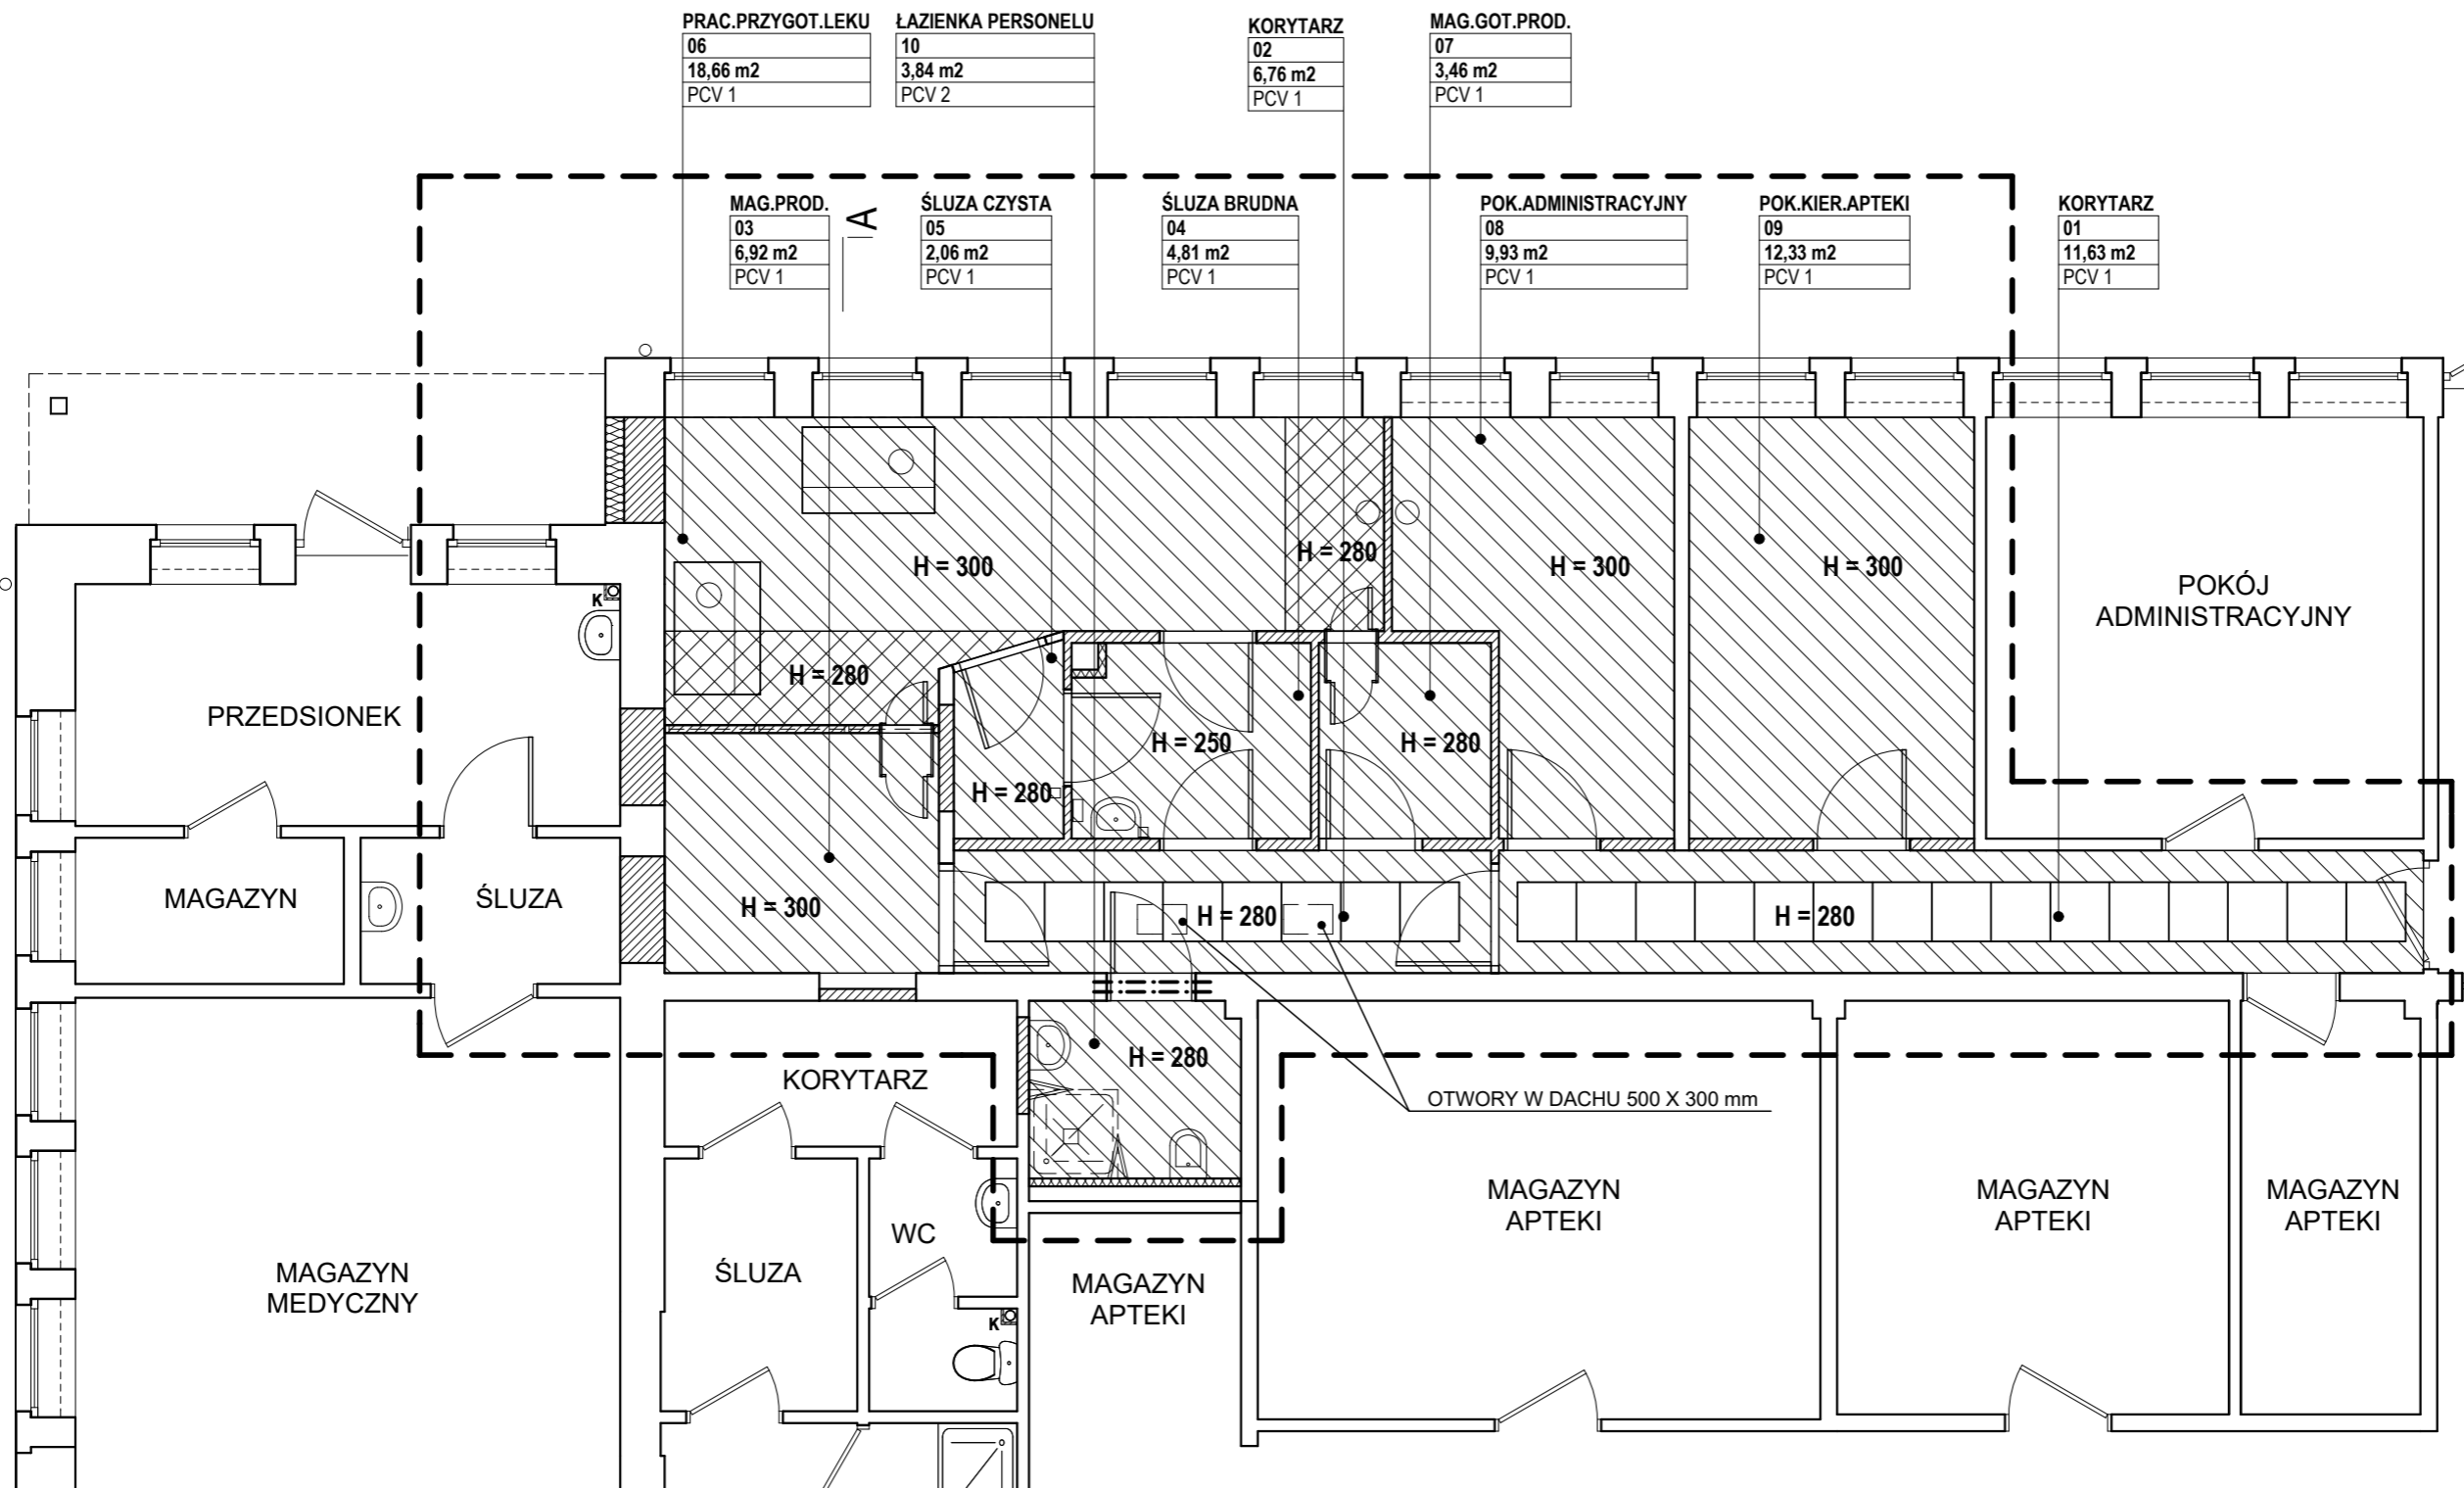 PRAC.PRZYGOT.LEKU
06
18,66 m2
PCV 1
ŁAZIENKA PERSONELU
10
3,84 m2
PCV 2
KORYTARZ
02
6,76 m2
PCV 1
MAG.GOT.PROD.
07
3,46 m2
PCV 1
MAG.PROD.
03
6,92 m2
PCV 1
A
ŚLUZA CZYSTA
05
2,06 m2
PCV 1
ŚLUZA BRUDNA
04
4,81 m2
PCV 1
POK.ADMINISTRACYJNY
08
9,93 m2
PCV 1
POK.KIER.APTEKI
09
12,33 m2
PCV 1
KORYTARZ
01
11,63 m2
PCV 1
H = 300
H = 280
H = 300
H = 300
POKÓJ
ADMINISTRACYJNY
K
H = 280
PRZEDSIONEK
H = 250
H = 280
H = 280
MAGAZYN
ŚLUZA
H = 300
H = 280
H = 280
H = 280
KORYTARZ
OTWORY W DACHU 500 X 300 mm
MAGAZYN
APTEKI
MAGAZYN
APTEKI
MAGAZYN
APTEKI
WC
MAGAZYN
MEDYCZNY
ŚLUZA
MAGAZYN
APTEKI
K